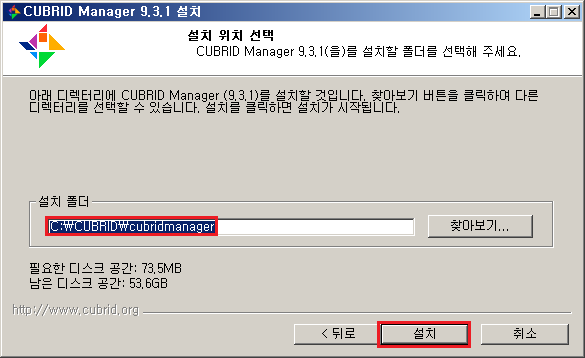 CUBRID Manager 9.3.1 설치
설치 위치 선택
CUBRID Manager 9.3.1(을)를 설치할 폴더를 선택해 주세요.
아래 디렉터리에 CUBRID Manager (9.3.1)를 설치할 것입니다. 찾아보기 버튼을 클릭하여 다른
디렉터리를 선택할 수 있습니다. 설치를 클릭하면 설치가 시작됩니다.
설치 폴더
C:₩CUBRID₩cubridmanager
찾아보기...
필요한 디스크 공간: 73.5MB
남은 디스크 공간: 53.6GB
http://www.cubrid.org
< 뒤로
설치
취소